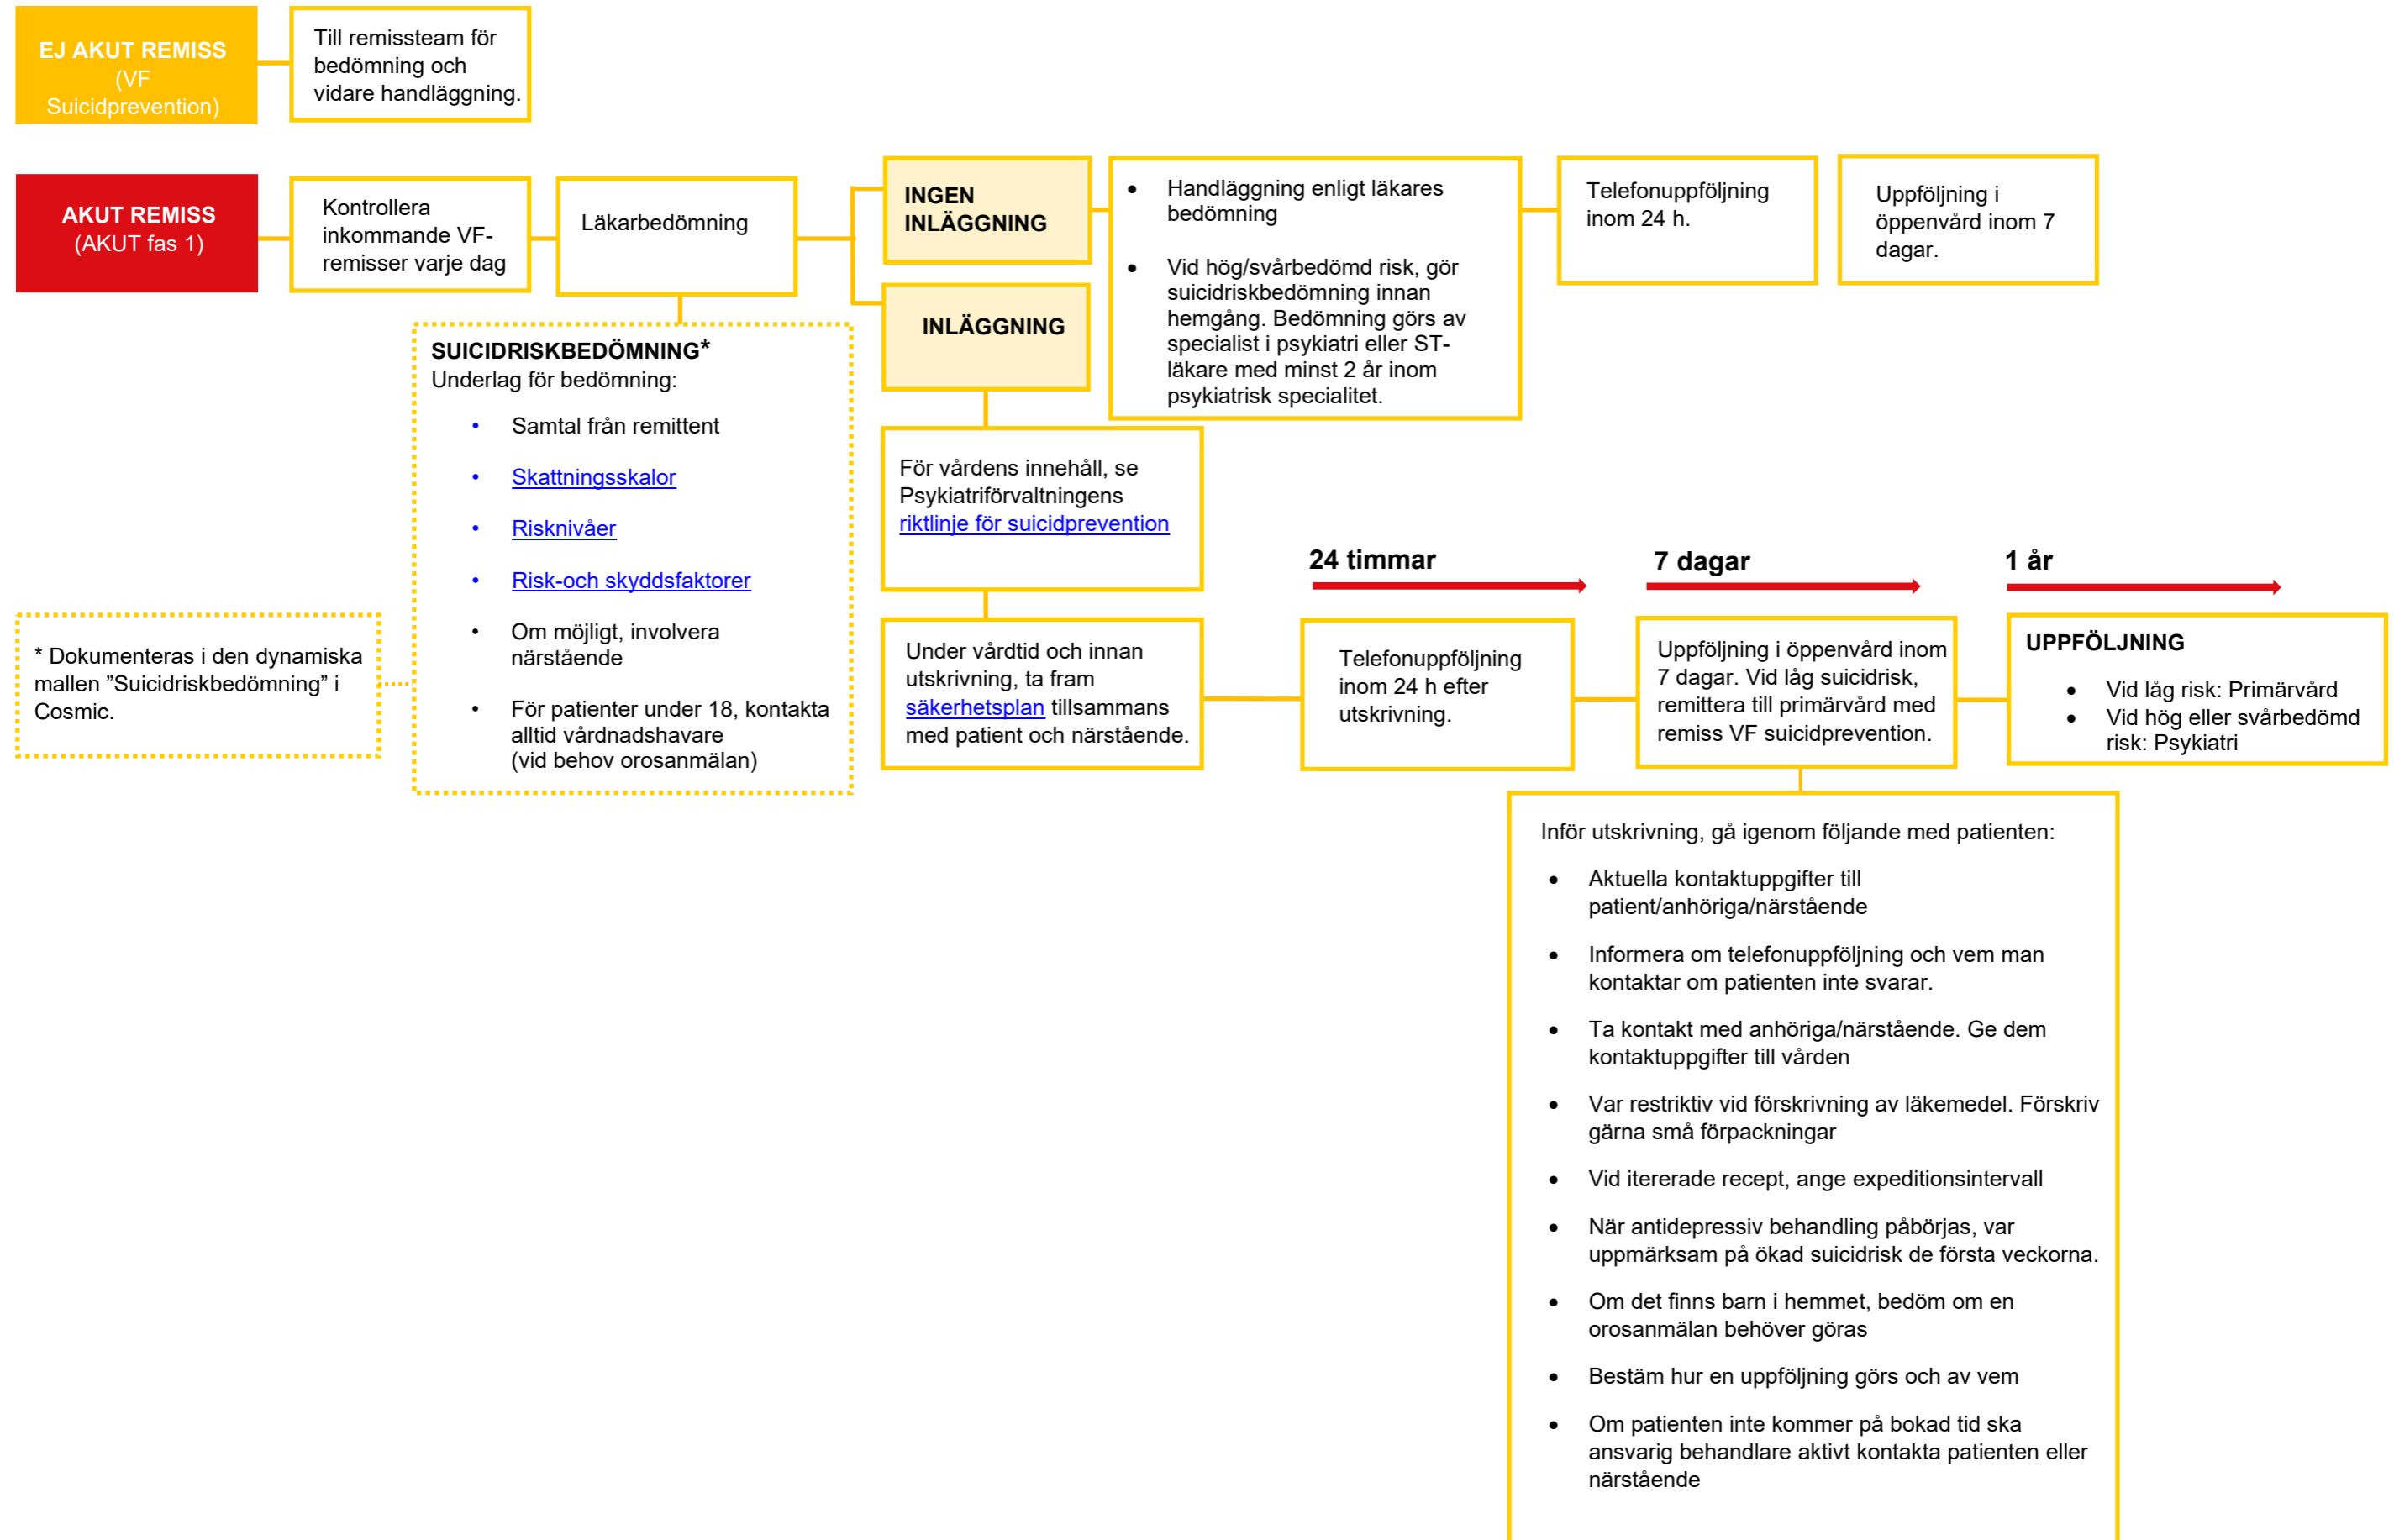 EJ AKUT REMISS
(VF
Suicidprevention)
Till remissteam för
bedömning och
vidare handläggning.
AKUT REMISS
(AKUT fas 1)
Kontrollera
inkommande VF-
remisser varje dag
Läkarbedömning
INGEN
INLÄGGNING
• Handläggning enligt läkares
bedömning
• Vid hög/svårbedömd risk, gör
suicidriskbedömning innan
hemgång. Bedömning görs av
specialist i psykiatri eller ST-
läkare med minst 2 år inom
psykiatrisk specialitet.
Telefonuppföljning
inom 24 h.
Uppföljning i
öppenvård inom 7
dagar.
INLÄGGNING
SUICIDRISKBEDÖMNING*
Underlag för bedömning:
• Samtal från remittent
• Skattningsskalor
• Risknivåer
• Risk-och skyddsfaktorer
• Om möjligt, involvera
närstående
• För patienter under 18, kontakta
alltid vårdnadshavare
(vid behov orosanmälan)
* Dokumenteras i den dynamiska
mallen ”Suicidriskbedömning” i
Cosmic.
För vårdens innehåll, se
Psykiatriförvaltningens
riktlinje för suicidprevention
Under vårdtid och innan
utskrivning, ta fram
säkerhetsplan tillsammans
med patient och närstående.
24 timmar
Telefonuppföljning
inom 24 h efter
utskrivning.
7 dagar
Uppföljning i öppenvård inom
7 dagar. Vid låg suicidrisk,
remittera till primärvård med
remiss VF suicidprevention.
1 år
UPPFÖLJNING
• Vid låg risk: Primärvård
• Vid hög eller svårbedömd
risk: Psykiatri
Inför utskrivning, gå igenom följande med patienten:
• Aktuella kontaktuppgifter till
patient/anhöriga/närstående
• Informera om telefonuppföljning och vem man
kontaktar om patienten inte svarar.
• Ta kontakt med anhöriga/närstående. Ge dem
kontaktuppgifter till vården
• Var restriktiv vid förskrivning av läkemedel. Förskriv
gärna små förpackningar
• Vid itererade recept, ange expeditionsintervall
• När antidepressiv behandling påbörjas, var
uppmärksam på ökad suicidrisk de första veckorna.
• Om det finns barn i hemmet, bedöm om en
orosanmälan behöver göras
• Bestäm hur en uppföljning görs och av vem
• Om patienten inte kommer på bokad tid ska
ansvarig behandlare aktivt kontakta patienten eller
närstående